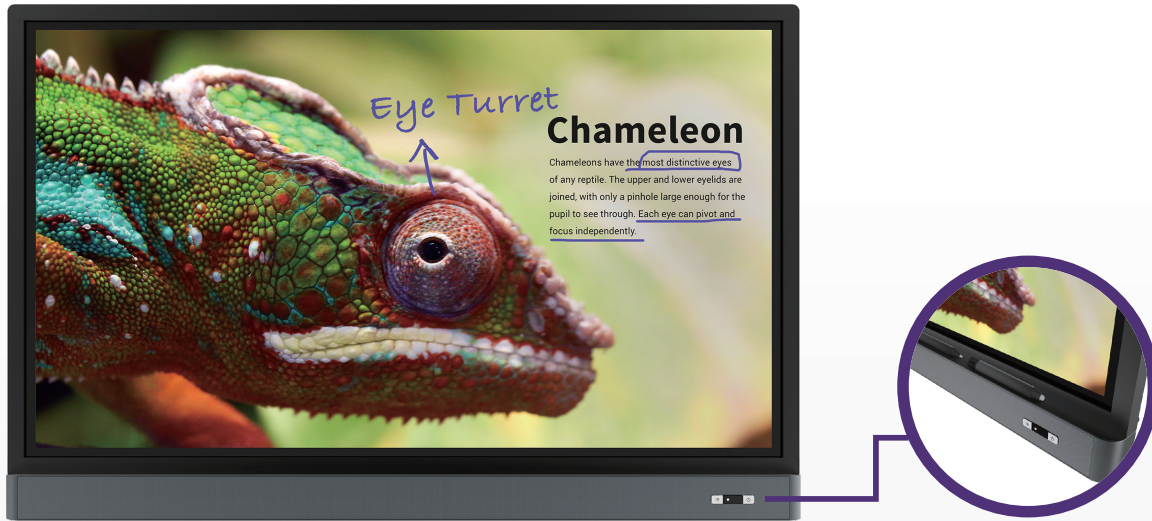 Eye Turret
Chameleon
Chameleons have the most distinctive eyes
of any reptile. The upper and lower eyelids are
joined, with only a pinhole large enough for the
pupil to see through. Each eye can pivot and
focus independently.